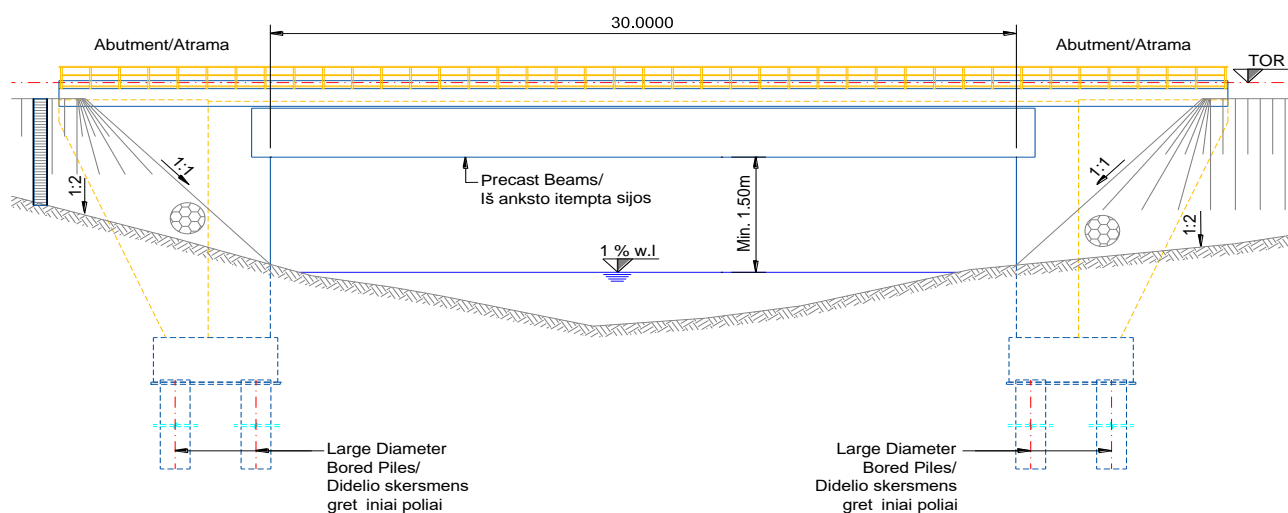 30.0000
Abutment/Atrama
Abutment/Atrama
TOR
1:1
1:1
1:2
1:2
Precast Beams/
Iš anksto itempta sijos
Min. 1.50m
1 % w.l
Large Diameter
Bored Piles/
Didelio skersmens
gret iniai poliai
Large Diameter
Bored Piles/
Didelio skersmens
gret iniai poliai